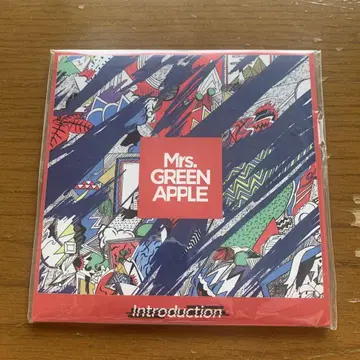 Mrs.
GREEN
APPLE
Introduction